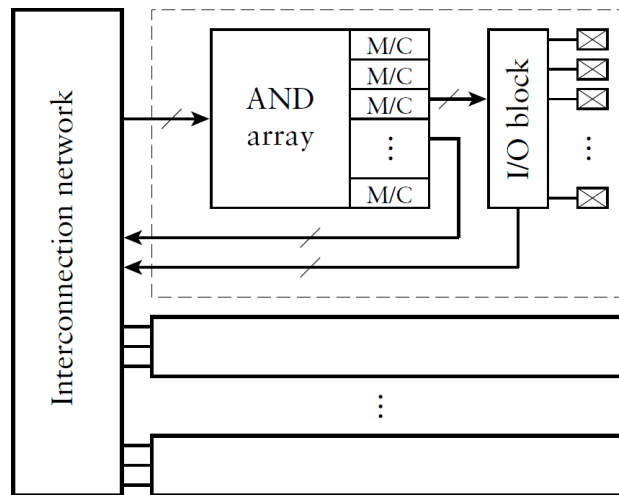 Interconnection network
AND
array
M/C
M/C
M/C
⋮
M/C
I/O block
⋮
⋮